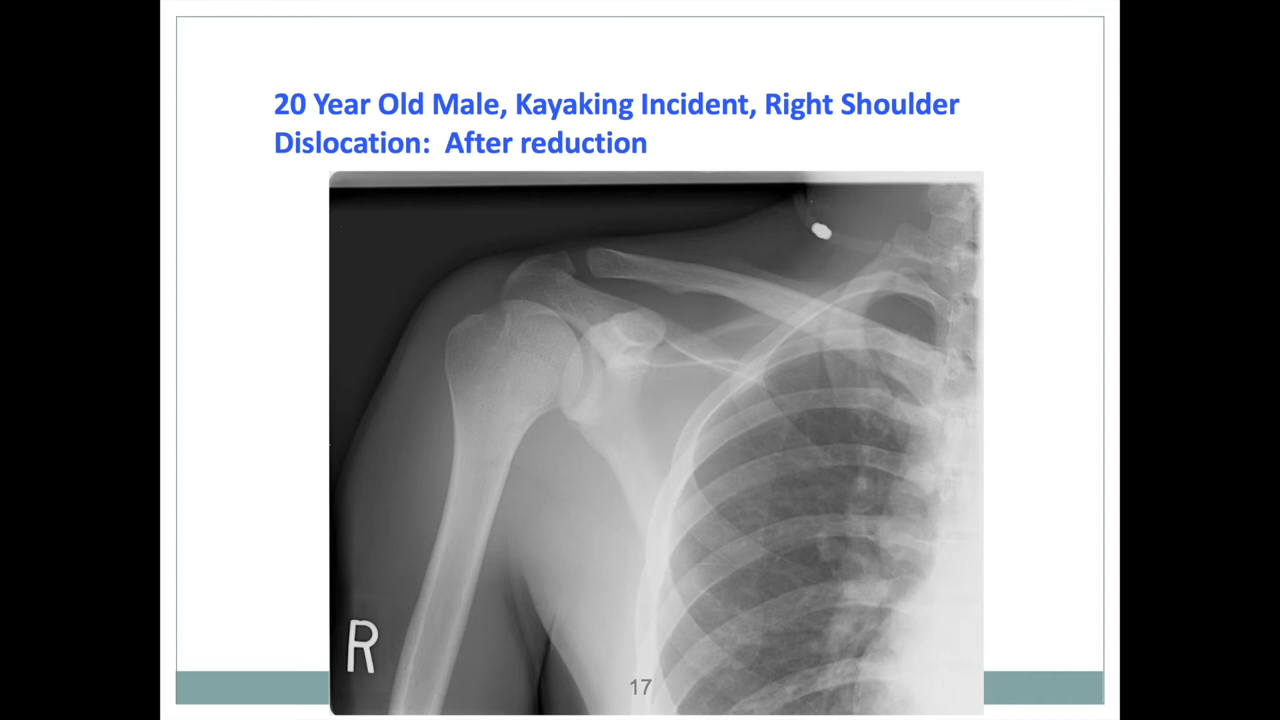 20 Year Old Male, Kayaking Incident, Right Shoulder
Dislocation:  After reduction
R
17